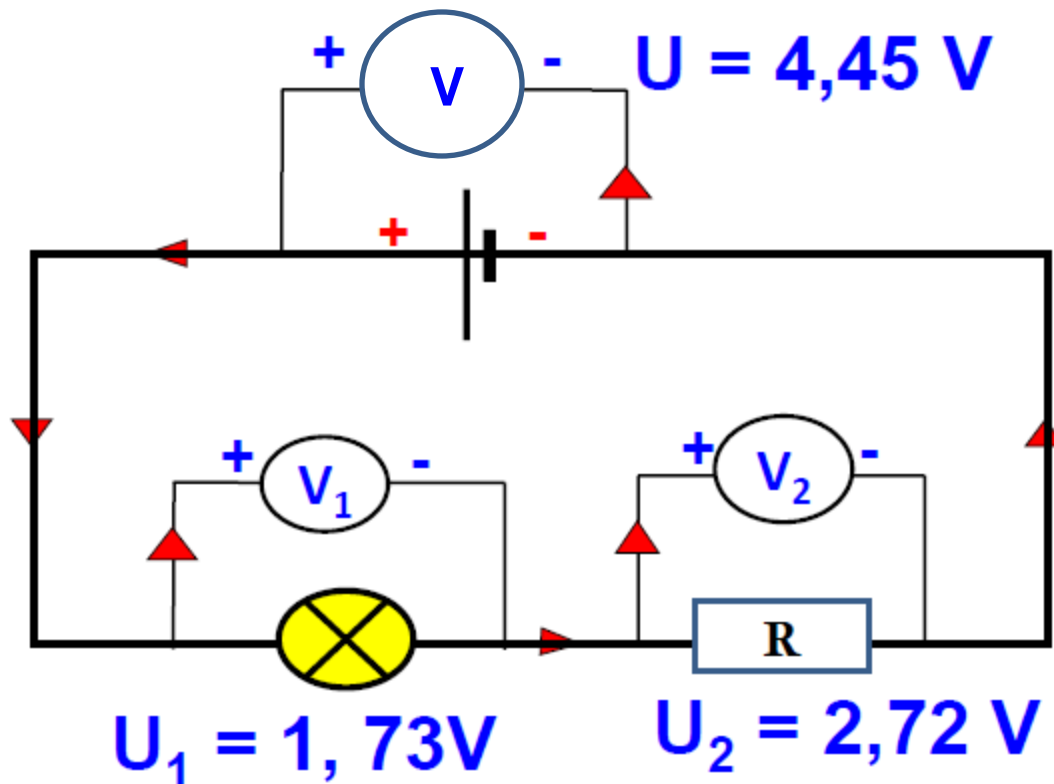 + V - U = 4,45 V
+ -
+ V₁ -
+ V₂ -
R
U₁ = 1, 73V
U₂ = 2,72 V